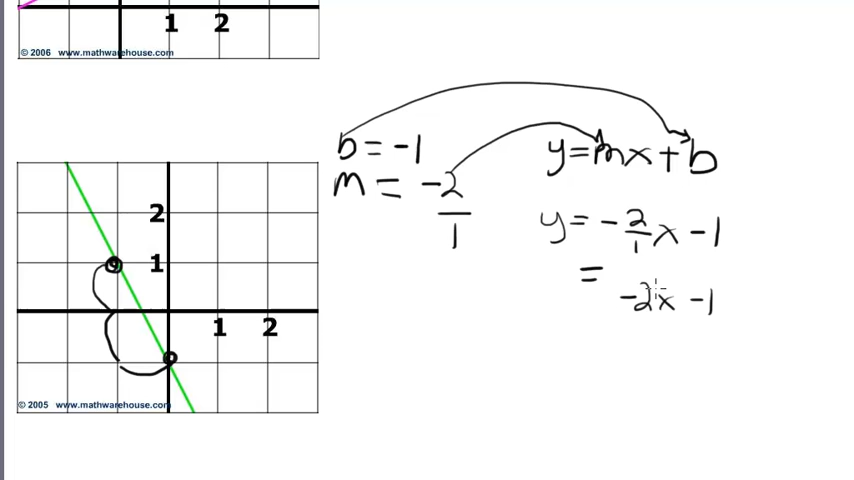 1 2
© 2006 www.mathwarehouse.com
b = -1
m = -2/1
y = mx + b
y = -2/1 x - 1
= -2x - 1
2
1
1 2
© 2005 www.mathwarehouse.com